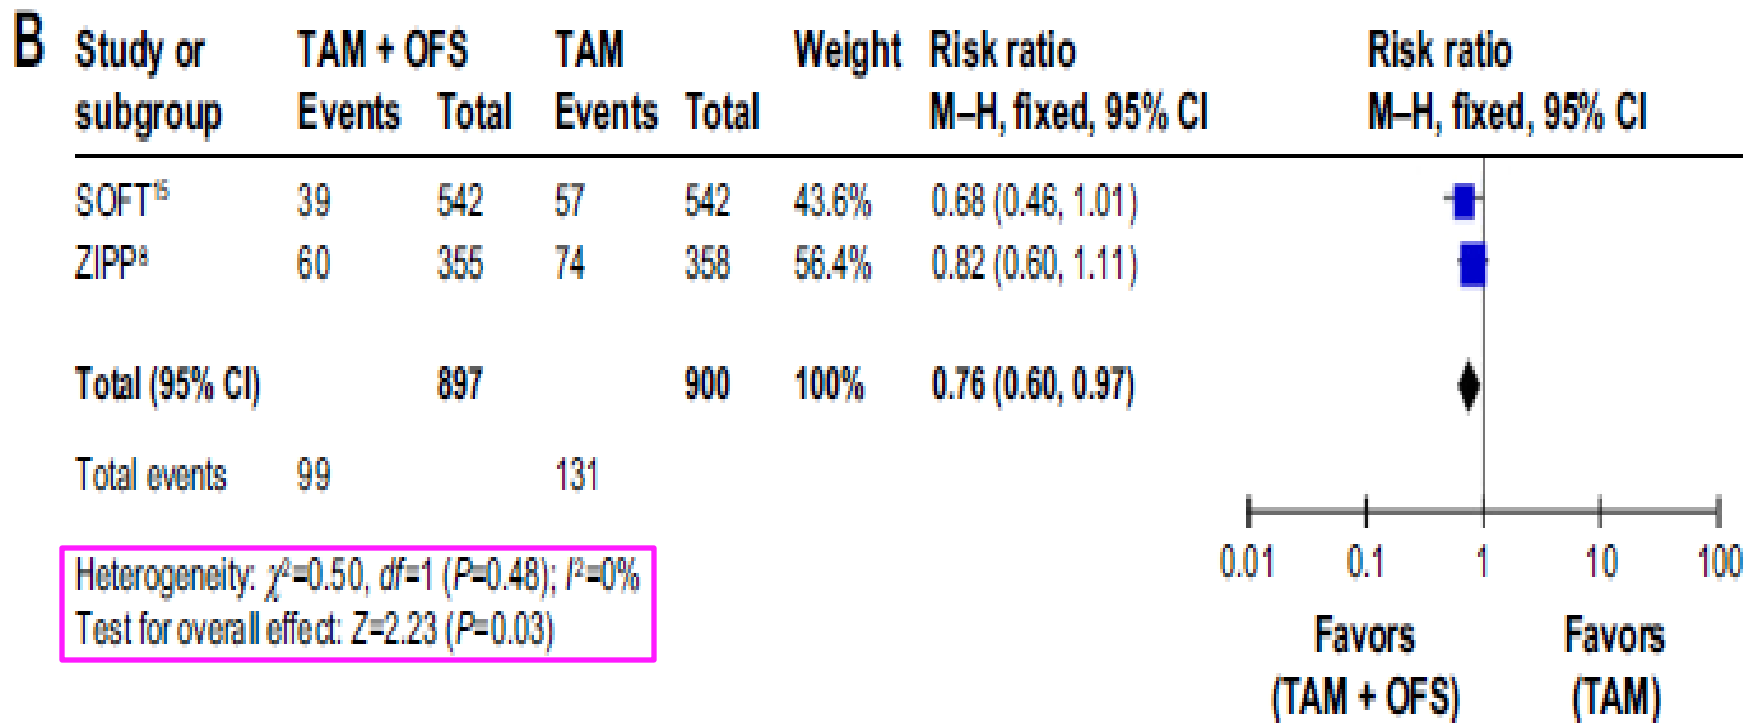 B Study or TAM + OFS TAM Weight Risk ratio Risk ratio
subgroup Events Total Events Total M–H, fixed, 95% CI M–H, fixed, 95% CI
SOFT¹⁵ 39 542 57 542 43.6% 0.68 (0.46, 1.01)
ZIPP⁸ 60 355 74 358 56.4% 0.82 (0.60, 1.11)
Total (95% CI) 897 900 100% 0.76 (0.60, 0.97)
Total events 99 131
Heterogeneity: χ²=0.50, df=1 (P=0.48); I²=0%
Test for overall effect: Z=2.23 (P=0.03)
0.01 0.1 1 10 100
Favors Favors
(TAM + OFS) (TAM)